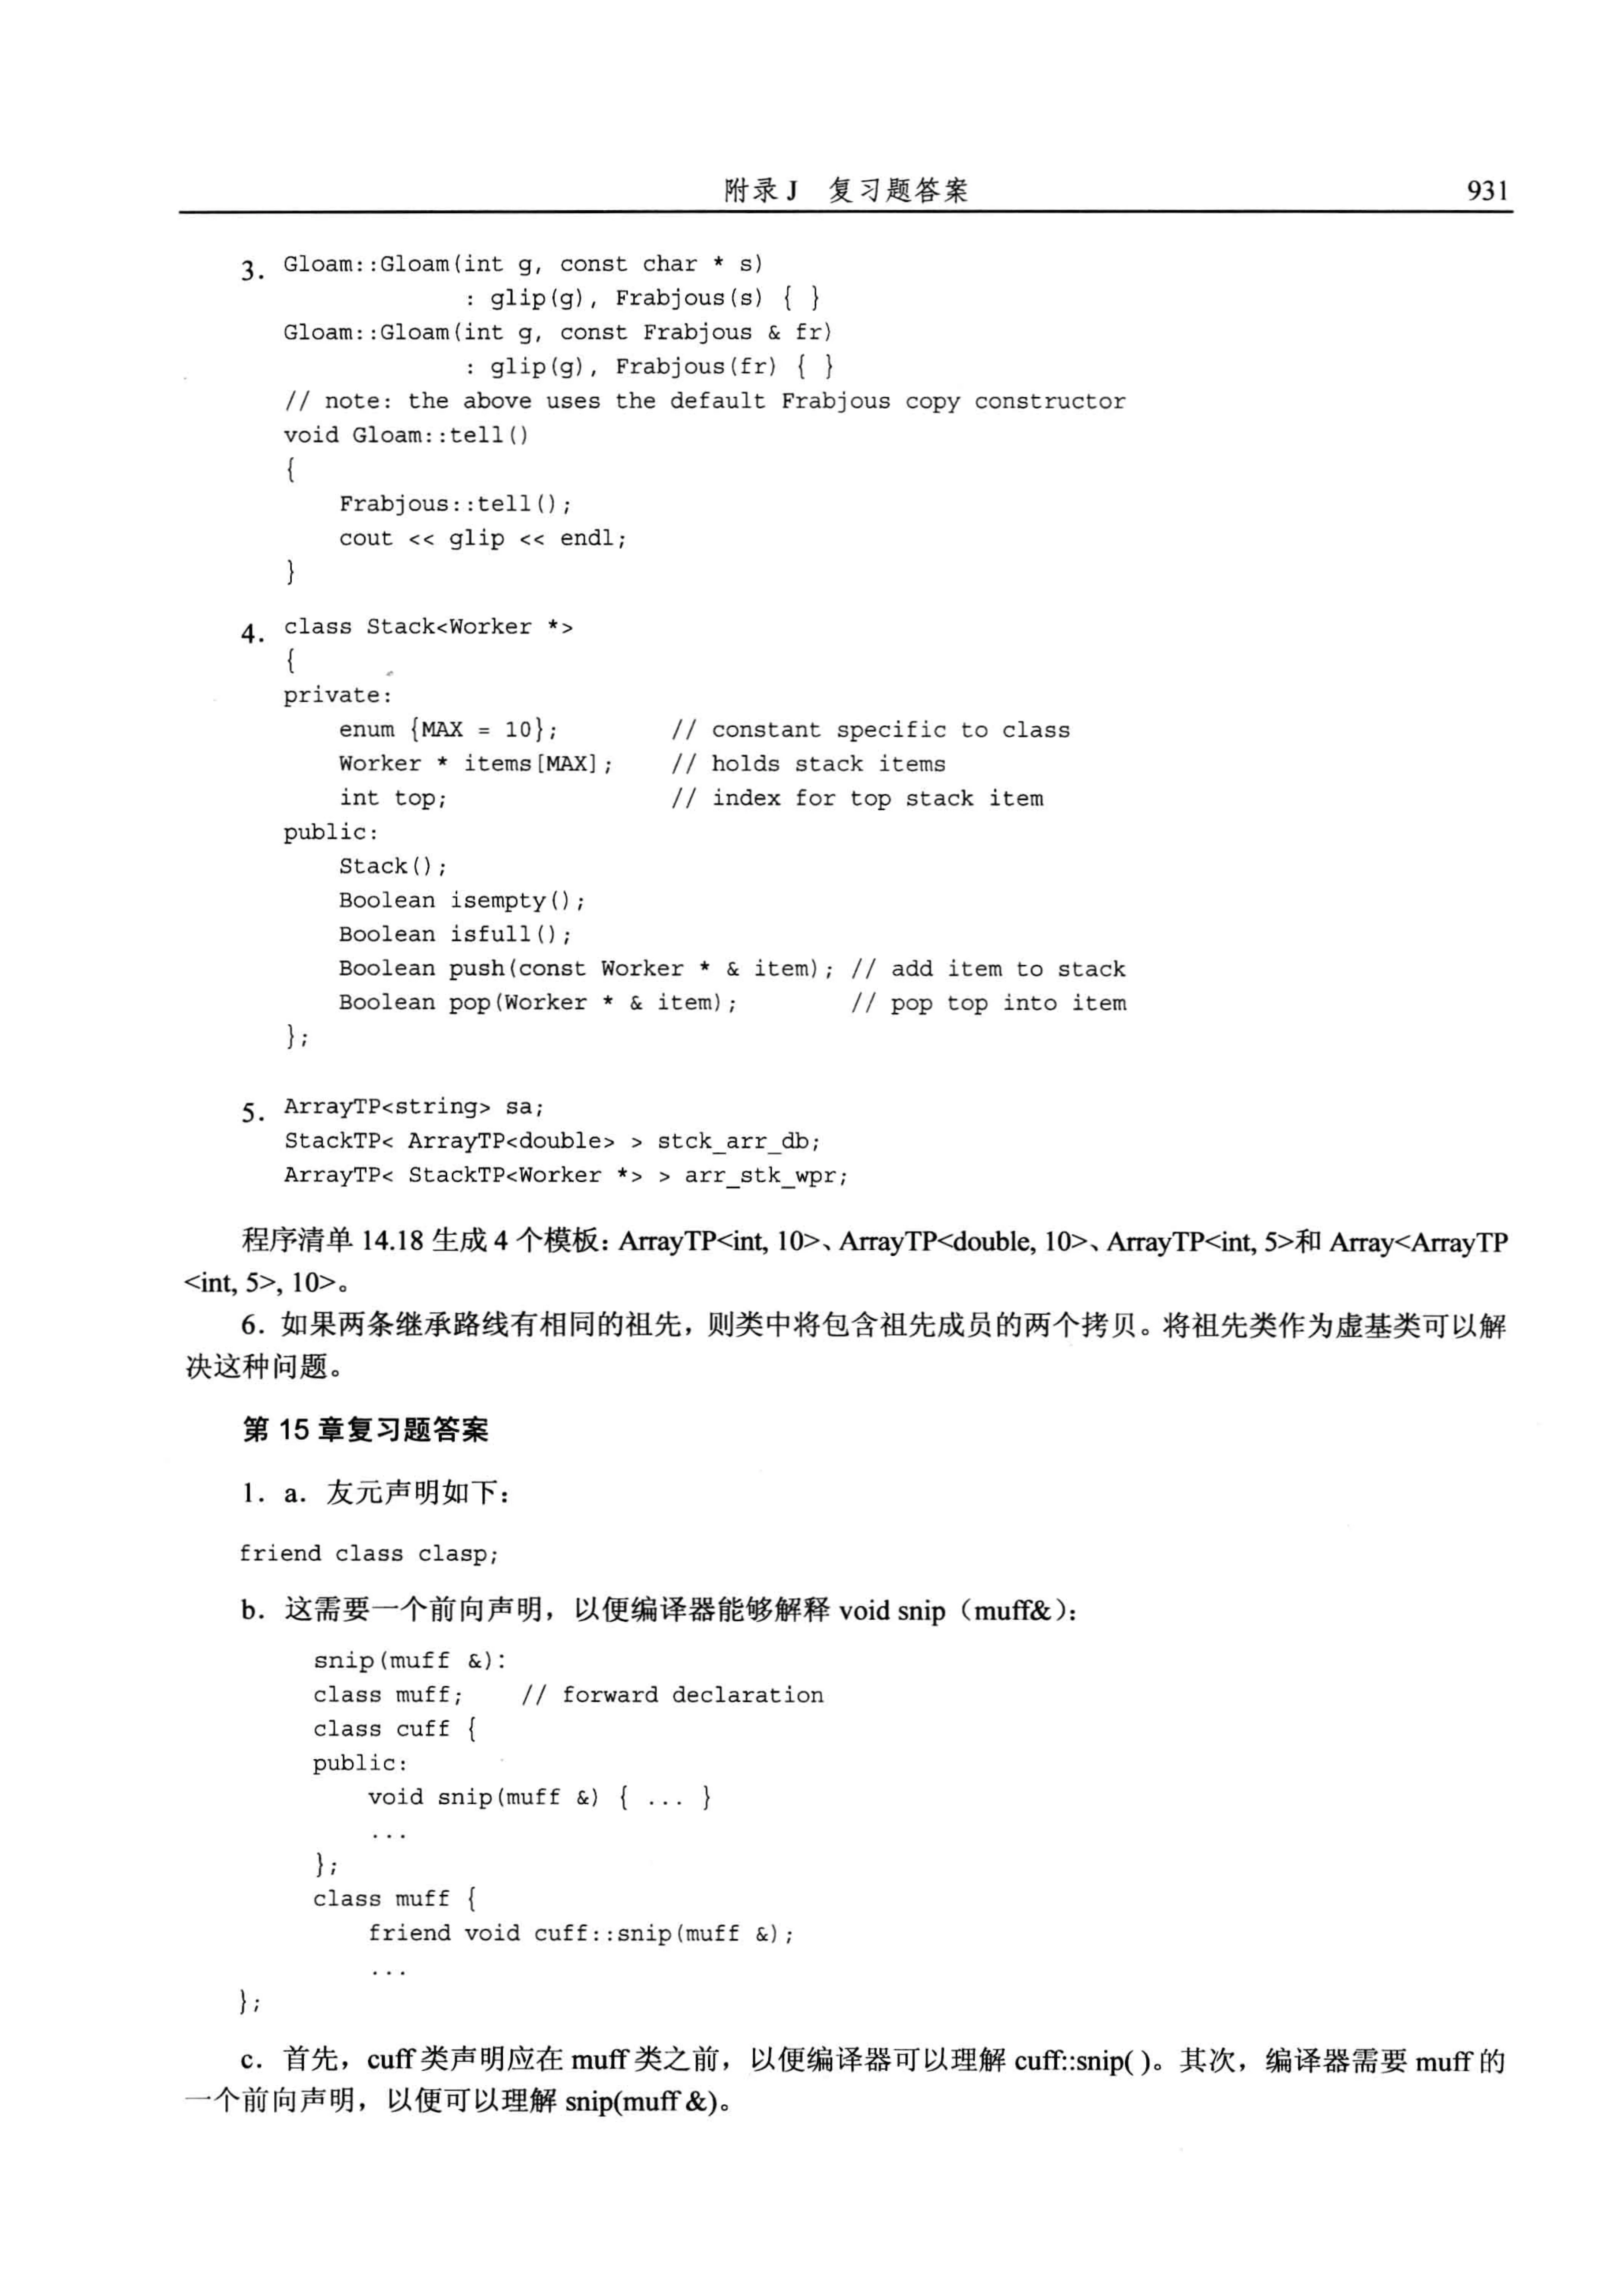 附录 J 复习题答案 931
3. Gloam::Gloam(int g, const char * s)
: glip(g), Frabjous(s) { }
Gloam::Gloam(int g, const Frabjous & fr)
: glip(g), Frabjous(fr) { }
// note: the above uses the default Frabjous copy constructor
void Gloam::tell()
{
Frabjous::tell();
cout << glip << endl;
}
4. class Stack<Worker *>
{
private:
enum {MAX = 10}; // constant specific to class
Worker * items[MAX]; // holds stack items
int top; // index for top stack item
public:
Stack();
Boolean isempty();
Boolean isfull();
Boolean push(const Worker * & item); // add item to stack
Boolean pop(Worker * & item); // pop top into item
};
5. ArrayTP<string> sa;
StackTP< ArrayTP<double> > stck_arr_db;
ArrayTP< StackTP<Worker *> > arr_stk_wpr;
程序清单 14.18 生成 4 个模板：ArrayTP<int, 10>、ArrayTP<double, 10>、ArrayTP<int, 5>和 Array<ArrayTP
<int, 5>, 10>。
6．如果两条继承路线有相同的祖先，则类中将包含祖先成员的两个拷贝。将祖先类作为虚基类可以解
决这种问题。
第 15 章复习题答案
1．a．友元声明如下：
friend class clasp;
b．这需要一个前向声明，以便编译器能够解释 void snip（muff&）：
snip(muff &):
class muff; // forward declaration
class cuff {
public:
void snip(muff &) { ... }
...
};
class muff {
friend void cuff::snip(muff &);
...
};
c．首先，cuff 类声明应在 muff 类之前，以便编译器可以理解 cuff::snip( )。其次，编译器需要 muff 的
一个前向声明，以便可以理解 snip(muff &)。